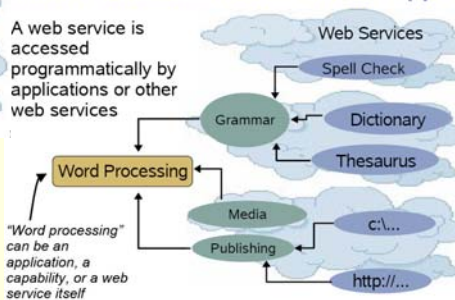 A web service is
accessed
programmatically by
applications or other
web services
Web Services
Spell Check
Grammar
Dictionary
Thesaurus
Word Processing
Media
Publishing
c:\...
http://...
"Word processing"
can be an
application, a
capability, or a web
service itself